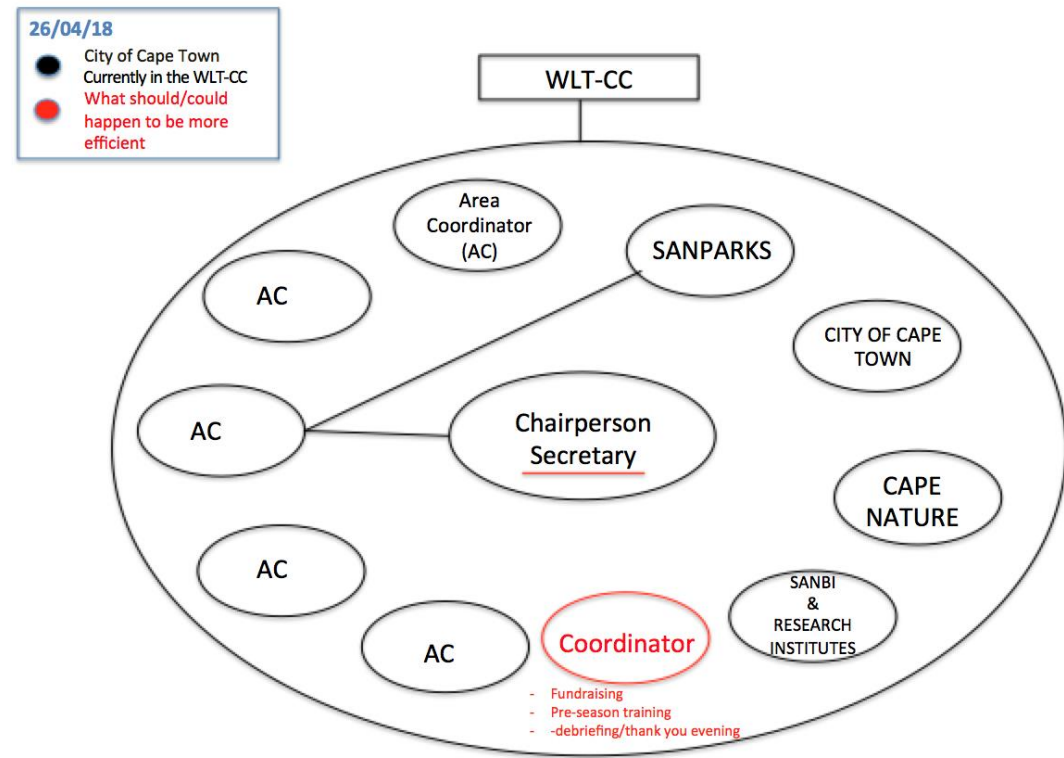 26/04/18
City of Cape Town
Currently in the WLT-CC
What should/could
happen to be more
efficient
WLT-CC
Area
Coordinator
(AC)
SANPARKS
AC
CITY OF CAPE
TOWN
AC
Chairperson
Secretary
CAPE
NATURE
AC
SANBI
&
RESEARCH
INSTITUTES
Coordinator
AC
- Fundraising
- Pre-season training
- -debriefing/thank you evening